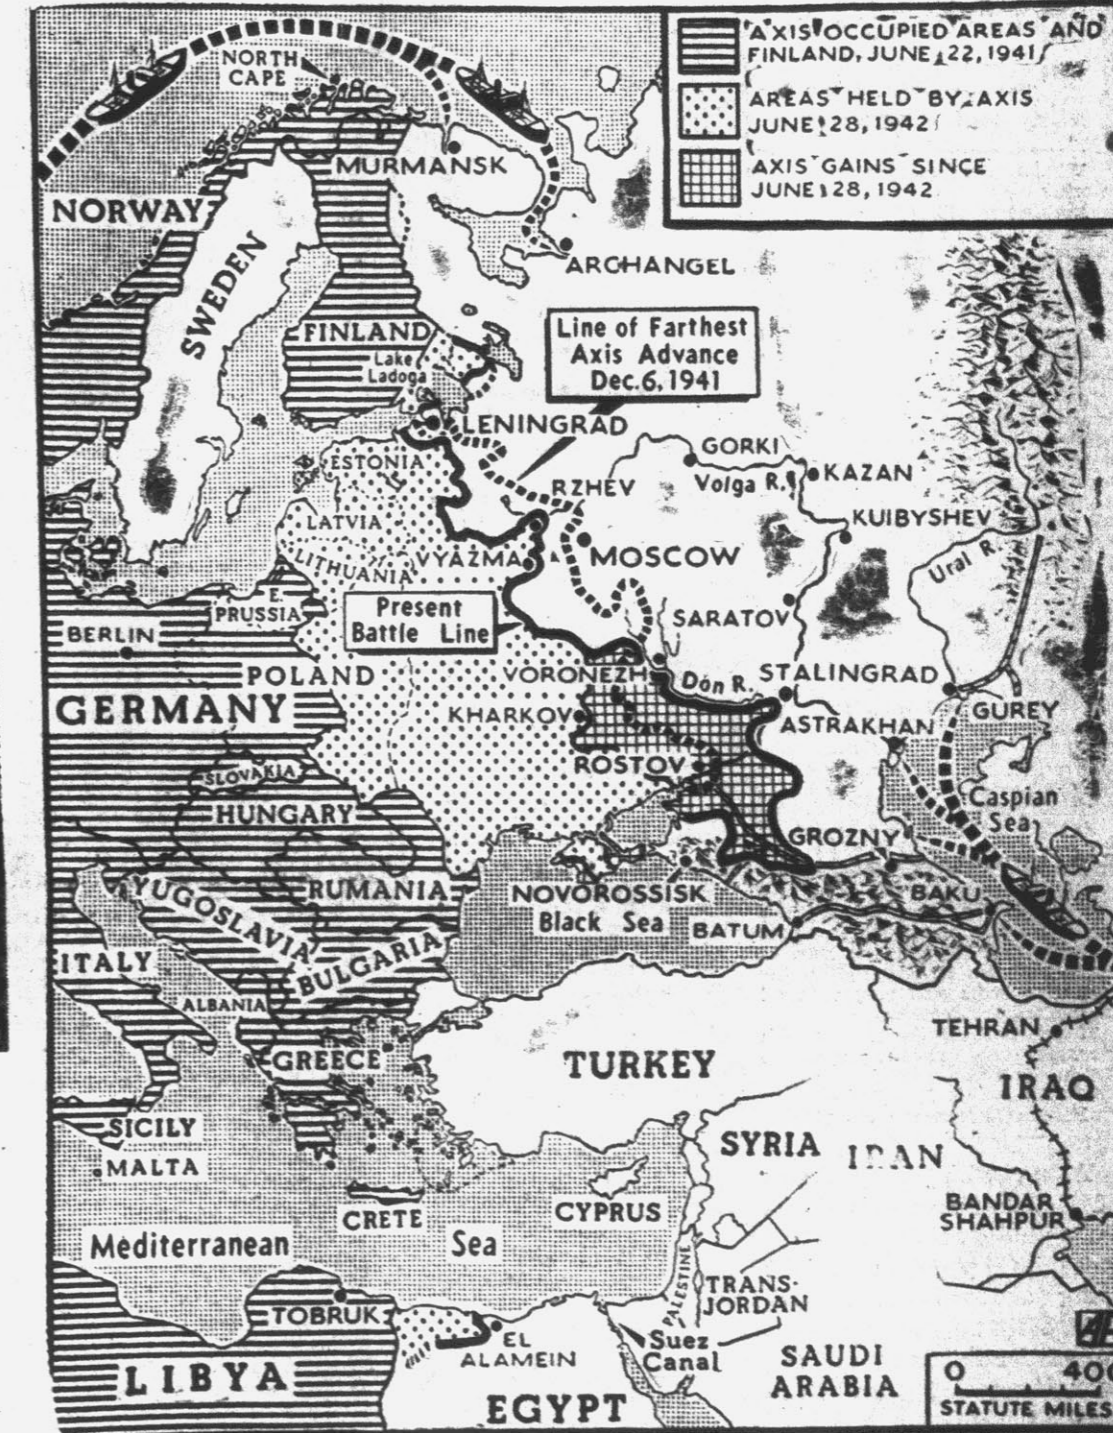 AXIS OCCUPIED AREAS AND
FINLAND, JUNE 22, 1941
AREAS HELD BY AXIS
JUNE 28, 1942
AXIS GAINS SINCE
JUNE 28, 1942
NORTH
CAPE
MURMANSK
NORWAY
SWEDEN
ARCHANGEL
FINLAND
Lake
Ladoga
Line of Farthest
Axis Advance
Dec. 6, 1941
LENINGRAD
ESTONIA
GORKI
Volga R.
KAZAN
RZHEV
LATVIA
KUIBYSHEV
LITHUANIA
VYAZMA
MOSCOW
Ural R.
E.
PRUSSIA
Present
Battle Line
SARATOV
BERLIN
POLAND
VORONEZH
Don R.
STALINGRAD
GERMANY
KHARKOV
ASTRAKHAN
GUREY
SLOVAKIA
ROSTOV
HUNGARY
Caspian
Sea
GROZNY
YUGOSLAVIA
RUMANIA
NOVOROSSISK
BAKU
Black Sea
BATUM
BULGARIA
ITALY
ALBANIA
TEHRAN
GREECE
TURKEY
IRAQ
SICILY
SYRIA
IRAN
MALTA
BANDAR
SHAHPUR
CRETE
CYPRUS
Mediterranean
Sea
PALESTINE
TRANS-
JORDAN
TOBRUK
EL
ALAMEIN
Suez
Canal
SAUDI
ARABIA
LIBYA
EGYPT
0 400
STATUTE MILES